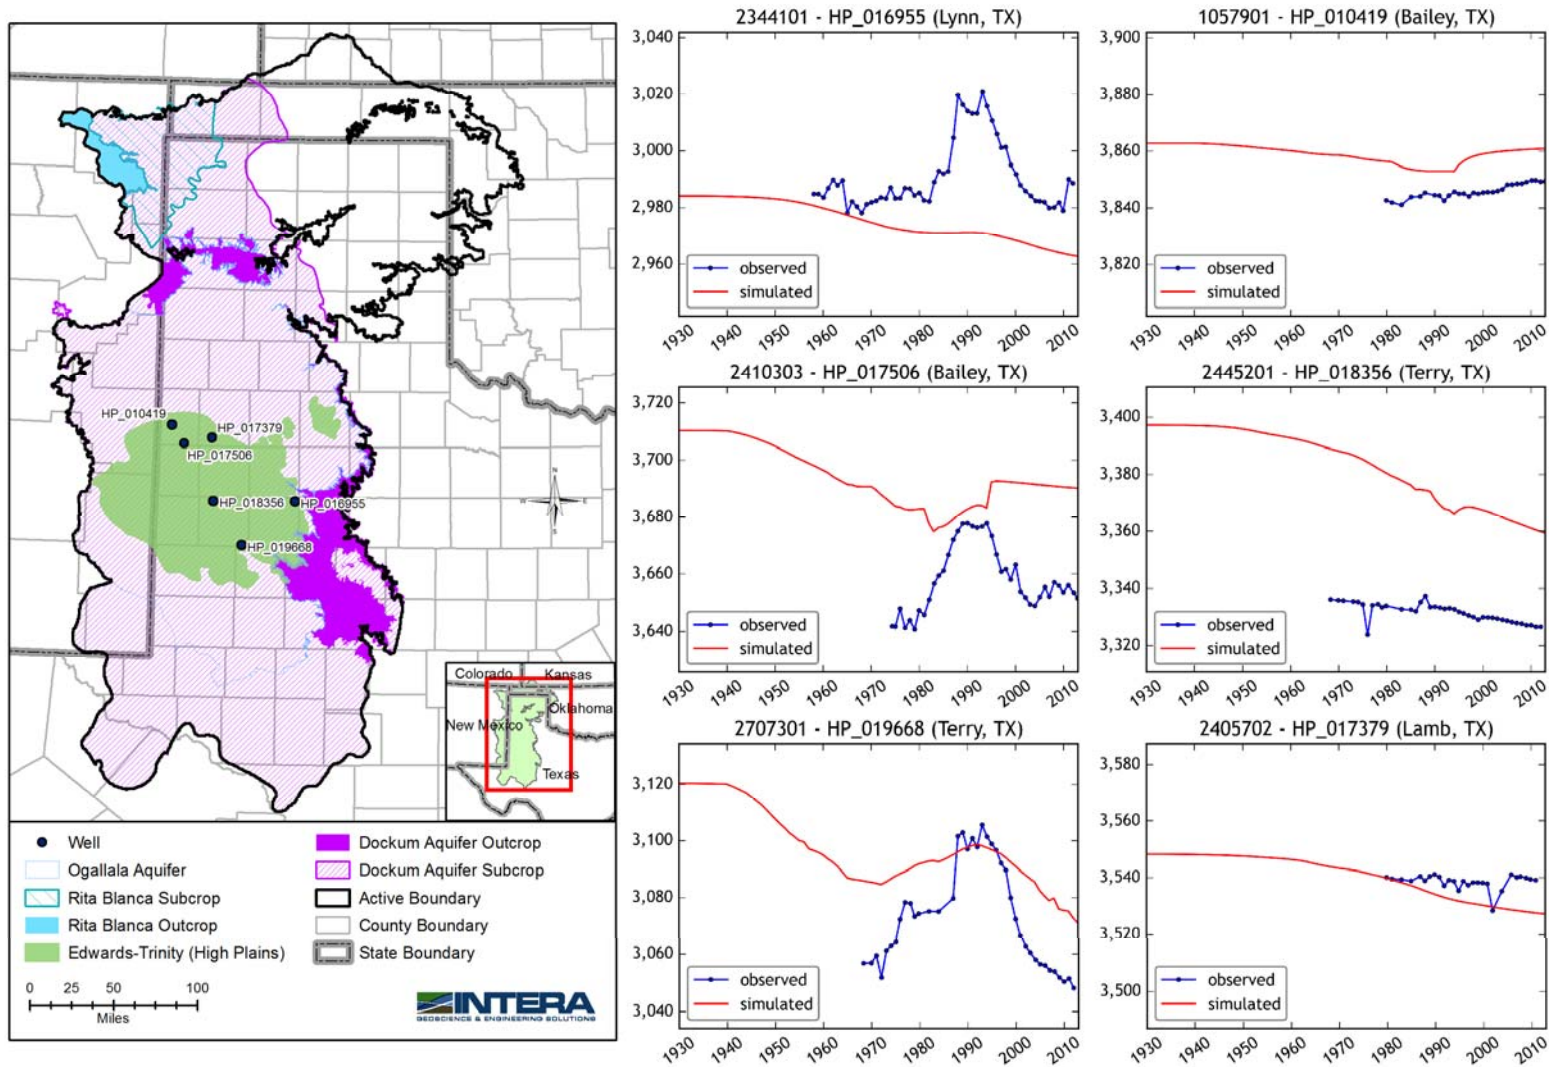 HP_010419
HP_017379
HP_017506
HP_018356
HP_016955
HP_019668
N
W
E
S
Colorado
Kansas
Oklahoma
New Mexico
Texas
Well
Ogallala Aquifer
Rita Blanca Subcrop
Rita Blanca Outcrop
Edwards-Trinity (High Plains)
Dockum Aquifer Outcrop
Dockum Aquifer Subcrop
Active Boundary
County Boundary
State Boundary
0 25 50 100
Miles
INTERA
GEOSCIENCE & ENGINEERING SOLUTIONS
2344101 - HP_016955 (Lynn, TX)
3,040
3,020
3,000
2,980
2,960
observed
simulated
1930 1940 1950 1960 1970 1980 1990 2000 2010
1057901 - HP_010419 (Bailey, TX)
3,900
3,880
3,860
3,840
3,820
observed
simulated
1930 1940 1950 1960 1970 1980 1990 2000 2010
2410303 - HP_017506 (Bailey, TX)
3,720
3,700
3,680
3,660
3,640
observed
simulated
1930 1940 1950 1960 1970 1980 1990 2000 2010
2445201 - HP_018356 (Terry, TX)
3,400
3,380
3,360
3,340
3,320
observed
simulated
1930 1940 1950 1960 1970 1980 1990 2000 2010
2707301 - HP_019668 (Terry, TX)
3,120
3,100
3,080
3,060
3,040
observed
simulated
1930 1940 1950 1960 1970 1980 1990 2000 2010
2405702 - HP_017379 (Lamb, TX)
3,580
3,560
3,540
3,520
3,500
observed
simulated
1930 1940 1950 1960 1970 1980 1990 2000 2010